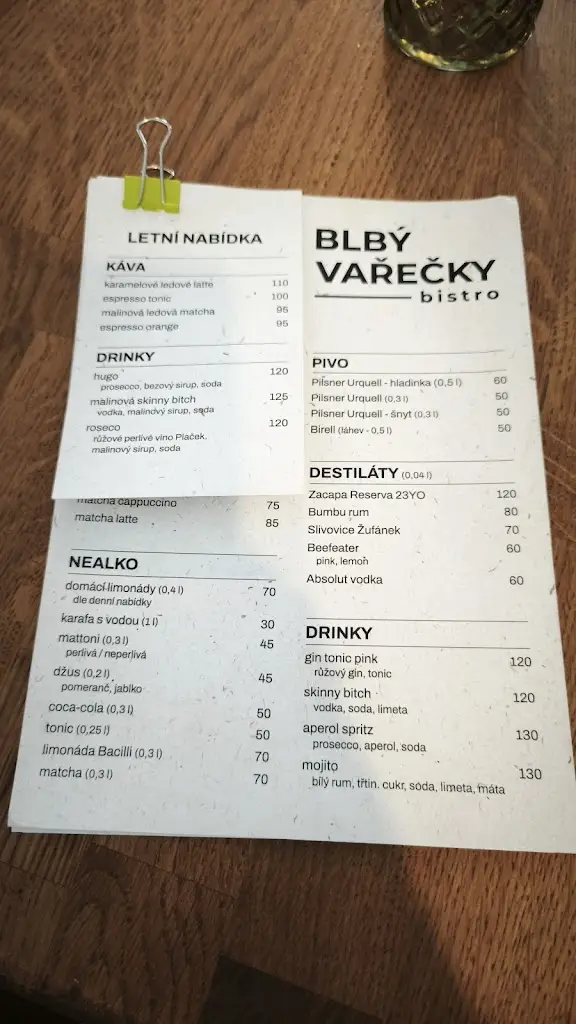 LETNÍ NABÍDKA
KÁVA
karamelové ledové latte 110
espresso tonic 100
malinová ledová matcha 95
espresso orange 95
DRINKY
hugo 120
prosecco, bezový sirup, soda
malinová skinny bitch 125
vodka, malinový sirup, soda
roseco 120
růžové perlivé víno Plaček,
malinový sirup, soda
matcha cappuccino 75
matcha latte 85
NEALKO
domácí limonády (0,4 l) 70
dle denní nabídky
karafa s vodou (1 l) 30
mattoni (0,3 l) 45
perlivá / neperlivá
džus (0,2 l) 45
pomeranč, jablko
coca-cola (0,3 l) 50
tonic (0,25 l) 50
limonáda Bacilli (0,3 l) 70
matcha (0,3 l) 70
BLBÝ
VAŘEČKY
bistro
PIVO
Pilsner Urquell - hladinka (0,5 l) 60
Pilsner Urquell (0,3 l) 50
Pilsner Urquell - šnyt (0,3 l) 50
Birell (láhev - 0,5 l) 50
DESTILÁTY (0,04 l)
Zacapa Reserva 23YO 120
Bumbu rum 80
Slivovice Žufánek 70
Beefeater 60
pink, lemon
Absolut vodka 60
DRINKY
gin tonic pink 120
růžový gin, tonic
skinny bitch 120
vodka, soda, limeta
aperol spritz 130
prosecco, aperol, soda
mojito 130
bílý rum, třtin. cukr, soda, limeta, máta